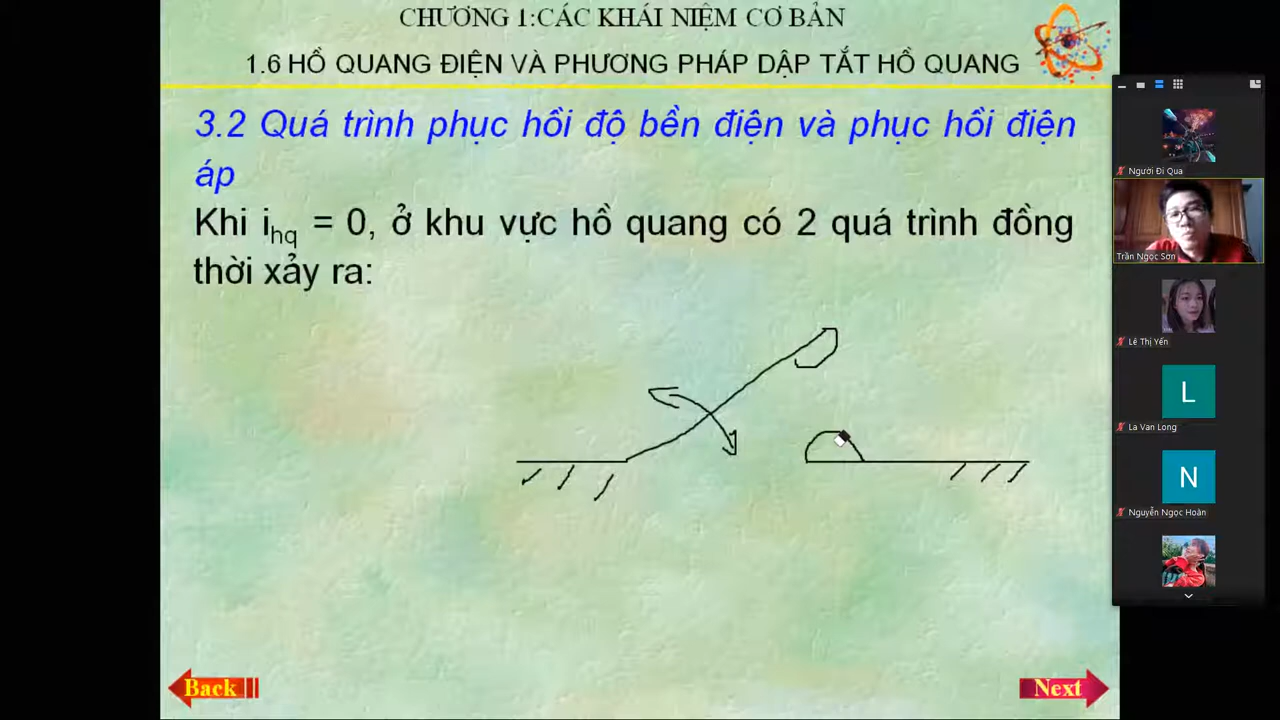 CHƯƠNG 1:CÁC KHÁI NIỆM CƠ BẢN
1.6 HỒ QUANG ĐIỆN VÀ PHƯƠNG PHÁP DẬP TẮT HỒ QUANG
3.2 Quá trình phục hồi độ bền điện và phục hồi điện
áp
Khi ihq = 0, ở khu vực hồ quang có 2 quá trình đồng
thời xảy ra:
Back
Next
Người Đi Qua
Trần Ngọc Sơn
Lê Thị Yến
L
La Van Long
N
Nguyễn Ngọc Hoàn